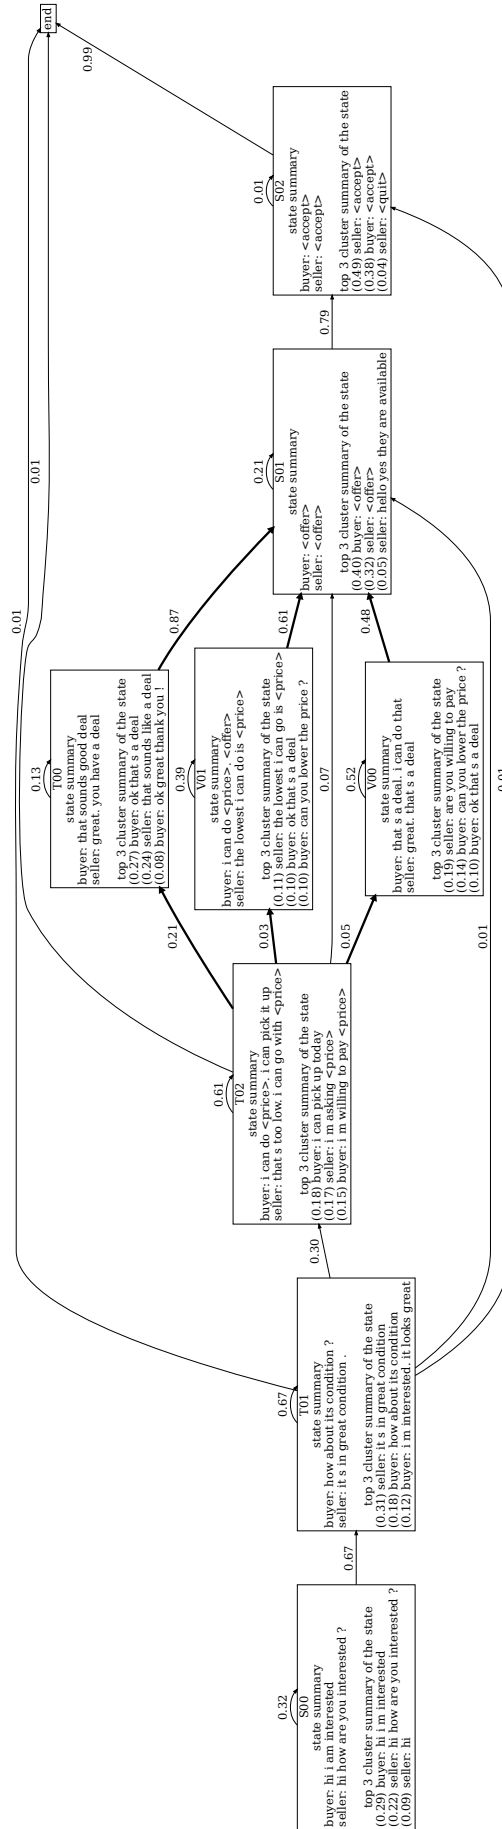 0.32
S00
state summary
buyer: hi i am interested
seller: hi how are you interested ?
top 3 cluster summary of the state
(0.29) buyer: hi i m interested
(0.22) seller: hi how are you interested ?
(0.09) seller: hi
0.67
0.67
T01
state summary
buyer: how about its condition ?
seller: it s in great condition .
top 3 cluster summary of the state
(0.31) seller: it s in great condition
(0.18) buyer: how about its condition
(0.12) buyer: i m interested. it looks great
0.30
0.61
T02
state summary
buyer: i can do <price>. i can pick it up
seller: that s too low. i can go with <price>
top 3 cluster summary of the state
(0.18) buyer: i can pick up today
(0.17) seller: i m asking <price>
(0.15) buyer: i m willing to pay <price>
0.21
0.03
0.05
0.07
0.01
0.01
0.01
0.13
T00
state summary
buyer: that sounds good deal
seller: great. you have a deal
top 3 cluster summary of the state
(0.27) buyer: ok that s a deal
(0.24) seller: that sounds like a deal
(0.08) buyer: ok great thank you !
0.39
V01
state summary
buyer: i can do <price>. <offer>
seller: the lowest i can do is <price>
top 3 cluster summary of the state
(0.11) seller: the lowest i can go is <price>
(0.10) buyer: ok that s a deal
(0.10) buyer: can you lower the price ?
0.52
V00
state summary
buyer: that s a deal. i can do that
seller: great. that s a deal
top 3 cluster summary of the state
(0.19) seller: are you willing to pay
(0.14) buyer: can you lower the price ?
(0.10) buyer: ok that s a deal
0.87
0.61
0.48
0.21
S01
state summary
buyer: <offer>
seller: <offer>
top 3 cluster summary of the state
(0.40) buyer: <offer>
(0.32) seller: <offer>
(0.05) seller: hello yes they are available
0.79
0.01
S02
state summary
buyer: <accept>
seller: <accept>
top 3 cluster summary of the state
(0.49) seller: <accept>
(0.38) buyer: <accept>
(0.04) seller: <quit>
0.99
end